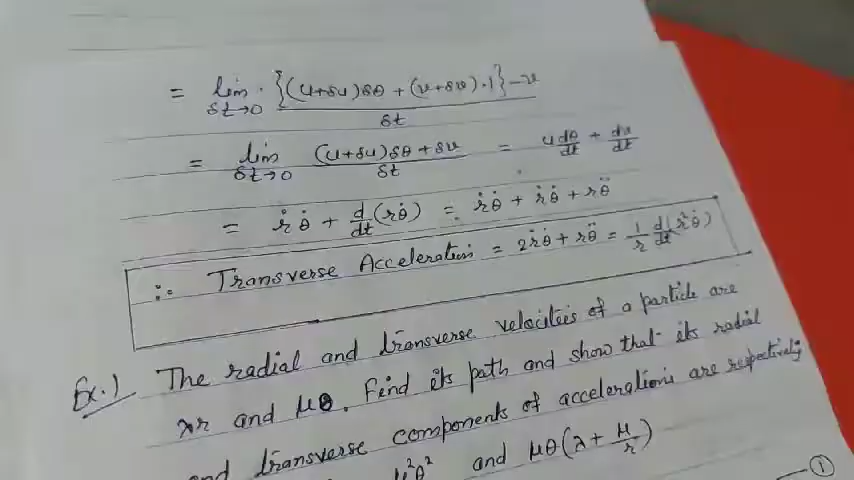 = lim δt→0 {(u+δu)δθ + (v+δv)·1} - v / δt
= lim δt→0 (u+δu)δθ + δv / δt = u dθ/dt + dv/dt
= ṙθ̇ + d/dt(rθ̇) = ṙθ̇ + ṙθ̇ + rθ̈
∴ Transverse Acceleration = 2ṙθ̇ + rθ̈ = 1/r d/dt(r²θ̇)
Ex.) The radial and transverse velocities of a particle are
λr and μθ. Find its path and show that its radial
and transverse components of accelerations are respectively
μ²θ² and μθ(λ + μ/r)
①